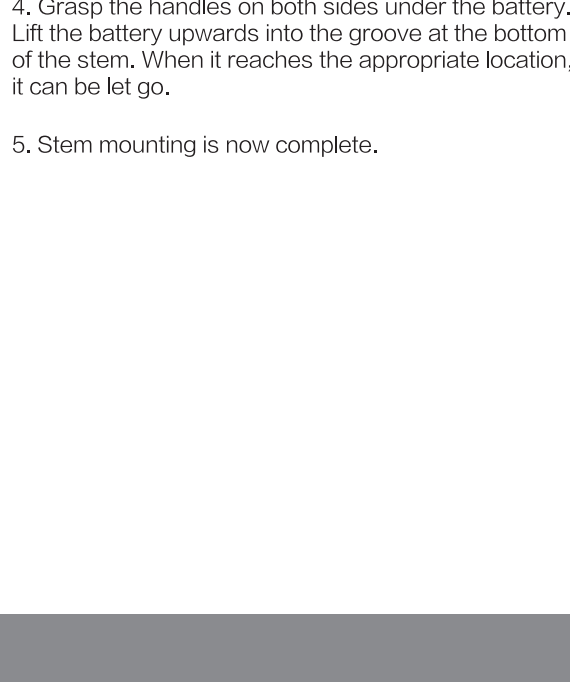 4. Grasp the handles on both sides under the battery.
Lift the battery upwards into the groove at the bottom
of the stem. When it reaches the appropriate location,
it can be let go.
5. Stem mounting is now complete.